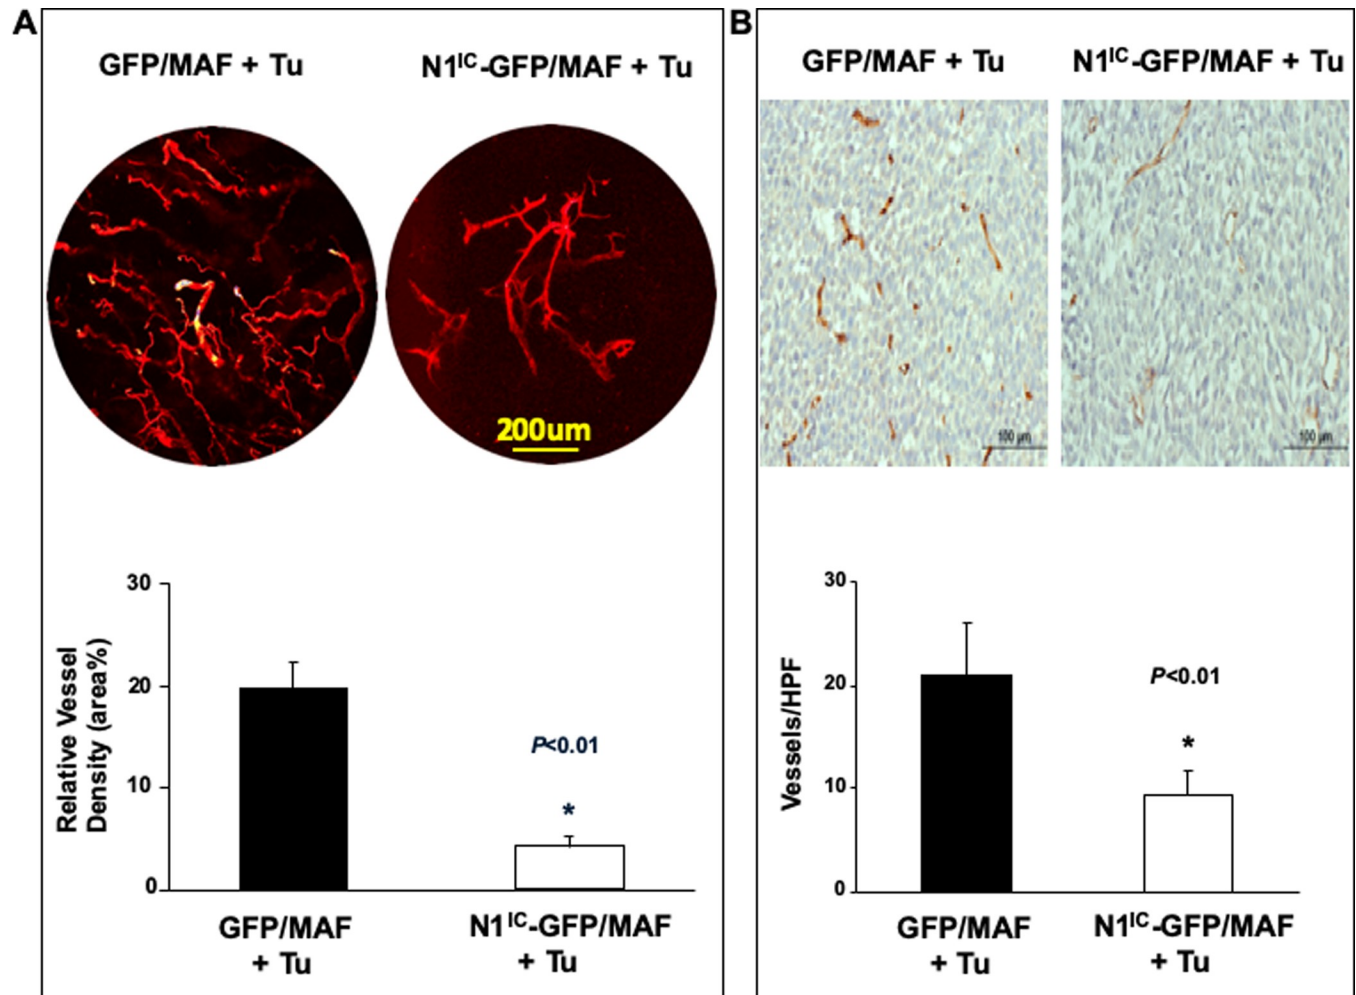 A
GFP/MAF + Tu
N1ᴵᶜ-GFP/MAF + Tu
200um
30
20
10
0
Relative Vessel
Density (area%)
P<0.01
*
GFP/MAF
+ Tu
N1ᴵᶜ-GFP/MAF
+ Tu
B
GFP/MAF + Tu
N1ᴵᶜ-GFP/MAF + Tu
100 µm
100 µm
30
20
10
0
Vessels/HPF
P<0.01
*
GFP/MAF
+ Tu
N1ᴵᶜ-GFP/MAF
+ Tu